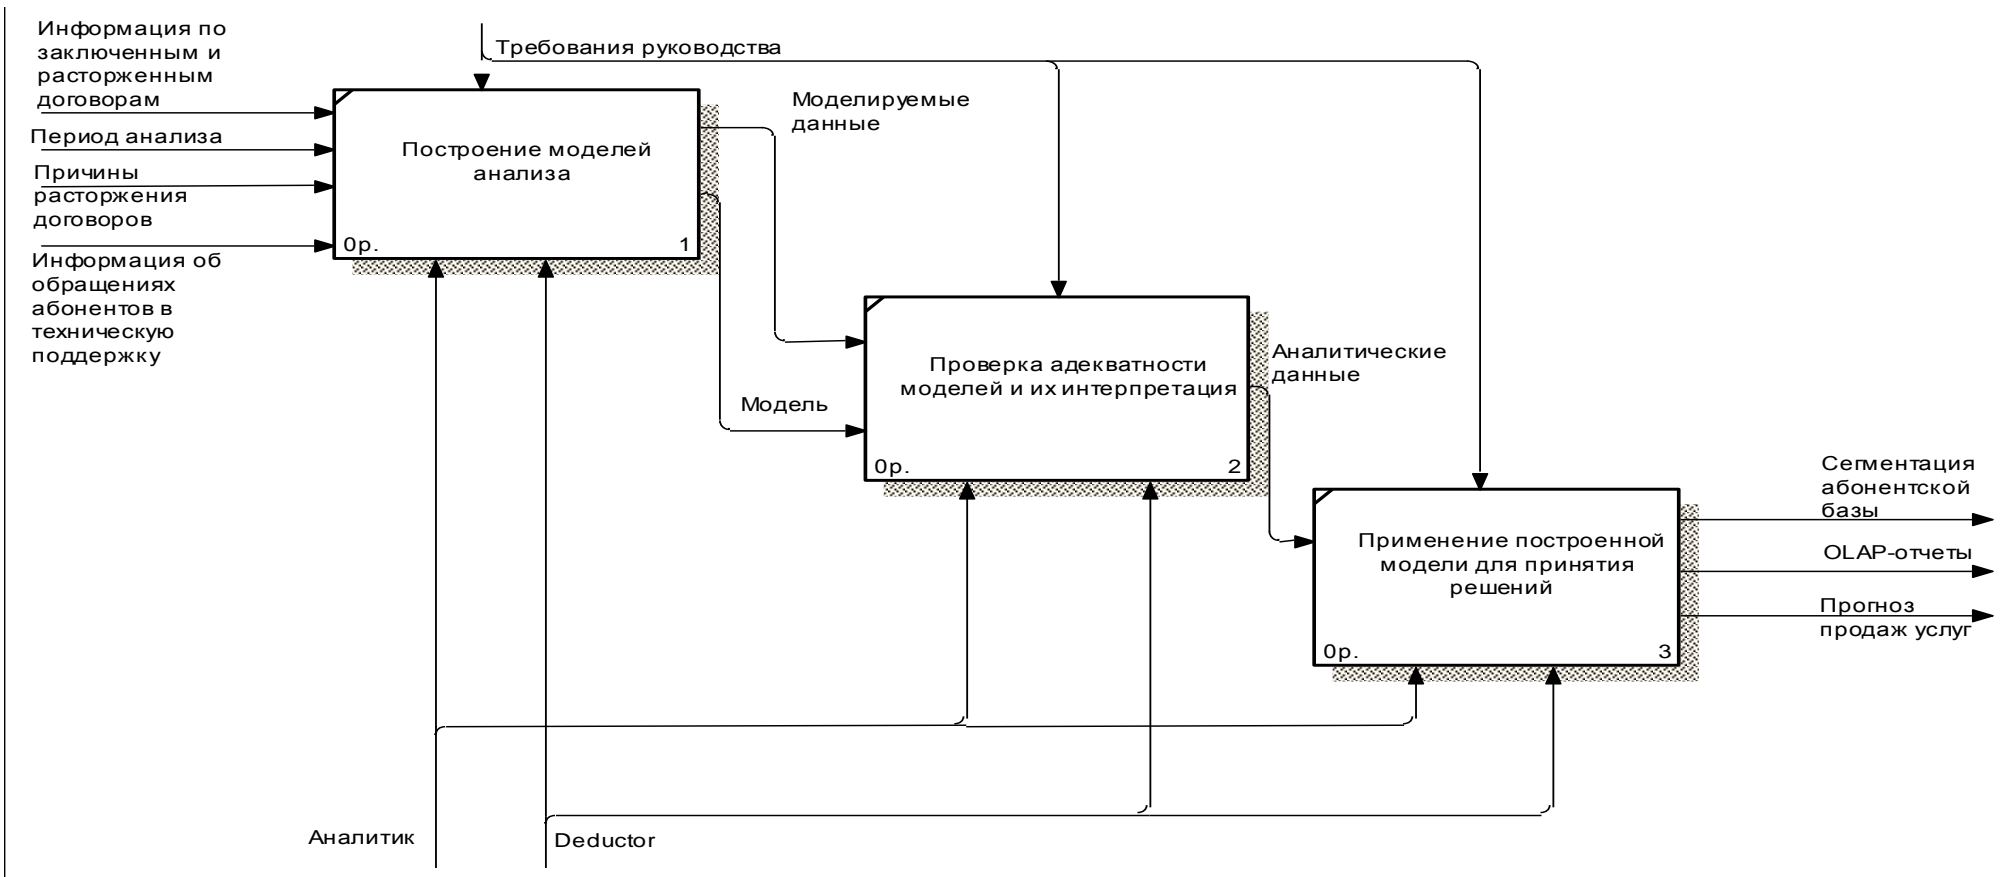 Информация по
заключенным и
расторженным
договорам
Период анализа
Причины
расторжения
договоров
Информация об
обращениях
абонентов в
техническую
поддержку
Требования руководства
Построение моделей
анализа
0р.
1
Моделируемые
данные
Модель
Проверка адекватности
моделей и их интерпретация
0р.
2
Аналитические
данные
Применение построенной
модели для принятия
решений
0р.
3
Сегментация
абонентской
базы
OLAP-отчеты
Прогноз
продаж услуг
Аналитик
Deductor